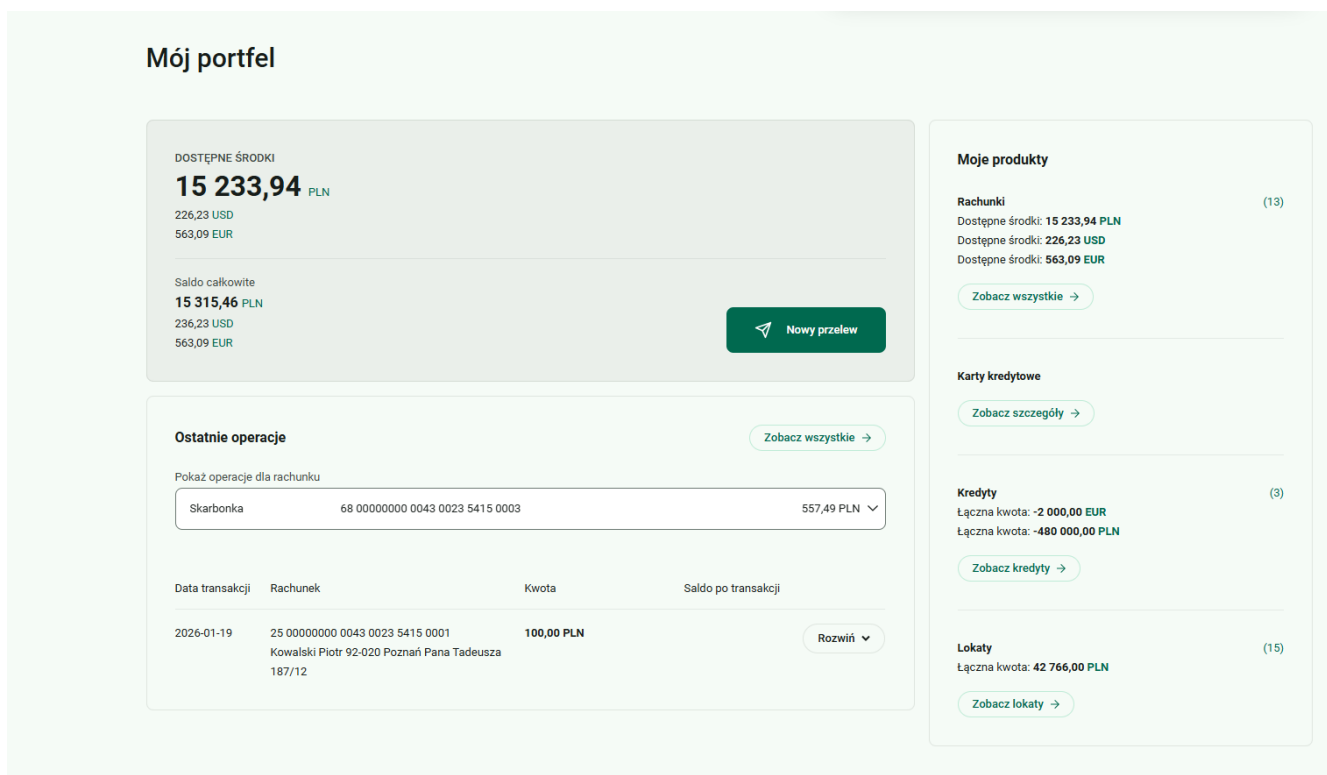 Mój portfel
DOSTĘPNE ŚRODKI
15 233,94 PLN
226,23 USD
563,09 EUR
Saldo całkowite
15 315,46 PLN
236,23 USD
563,09 EUR
Nowy przelew
Ostatnie operacje
Zobacz wszystkie →
Pokaż operacje dla rachunku
Skarbonka 68 00000000 0043 0023 5415 0003 557,49 PLN
Data transakcji Rachunek Kwota Saldo po transakcji
2026-01-19 25 00000000 0043 0023 5415 0001 100,00 PLN Rozwiń
Kowalski Piotr 92-020 Poznań Pana Tadeusza
187/12
Moje produkty
Rachunki (13)
Dostępne środki: 15 233,94 PLN
Dostępne środki: 226,23 USD
Dostępne środki: 563,09 EUR
Zobacz wszystkie →
Karty kredytowe
Zobacz szczegóły →
Kredyty (3)
Łączna kwota: -2 000,00 EUR
Łączna kwota: -480 000,00 PLN
Zobacz kredyty →
Lokaty (15)
Łączna kwota: 42 766,00 PLN
Zobacz lokaty →